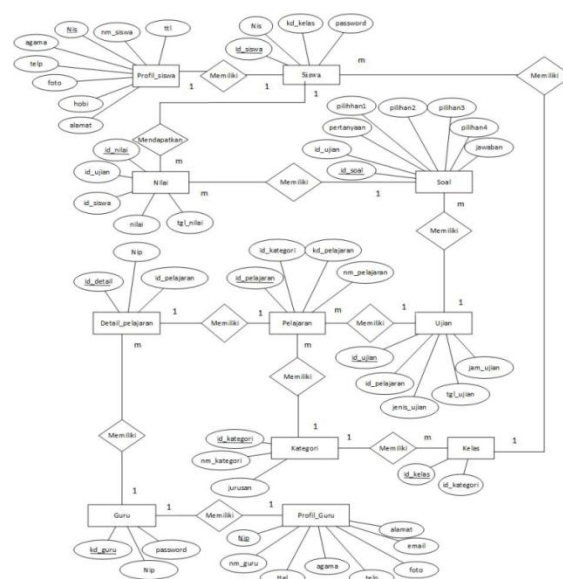 Nis
nm_siswa
ttl
agama
telp
foto
hobi
alamat
Profil_siswa
1
Memiliki
1
Nis
kd_kelas
password
id_siswa
Siswa
m
Memiliki
1
1
Mendapatkan
m
id_nilai
id_ujian
id_siswa
nilai
tgl_nilai
Nilai
m
Memiliki
1
pilihhan1
pilihan2
pilihan3
pilihan4
pertanyaan
jawaban
id_ujian
id_soal
Soal
m
Memiliki
1
Nip
id_detail
id_pelajaran
Detail_pelajaran
1
Memiliki
1
id_kategori
kd_pelajaran
id_pelajaran
nm_pelajaran
Pelajaran
m
Memiliki
1
Ujian
id_ujian
id_pelajaran
jenis_ujian
tgl_ujian
jam_ujian
m
Memiliki
1
m
Memiliki
1
id_kategori
nm_kategori
jurusan
Kategori
1
Memiliki
m
Kelas
1
id_kelas
id_kategori
Guru
1
Memiliki
1
Profil_Guru
kd_guru
Nip
password
Nip
nm_guru
ttel
agama
telp
foto
email
alamat